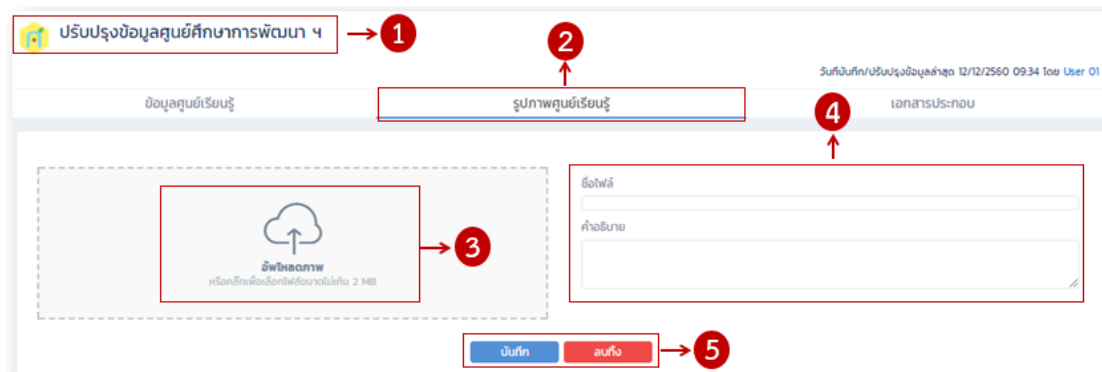 ปรับปรุงข้อมูลศูนย์ศึกษาการพัฒนา ฯ
1
2
วันที่บันทึก/ปรับปรุงข้อมูลล่าสุด 12/12/2560 09.34 โดย User 01
ข้อมูลศูนย์เรียนรู้
รูปภาพศูนย์เรียนรู้
เอกสารประกอบ
4
ชื่อไฟล์
คำอธิบาย
อัพโหลดภาพ
หรือคลิ๊กเพื่อเลือกไฟล์ขนาดไม่เกิน 2 MB
3
บันทึก
ลบทิ้ง
5